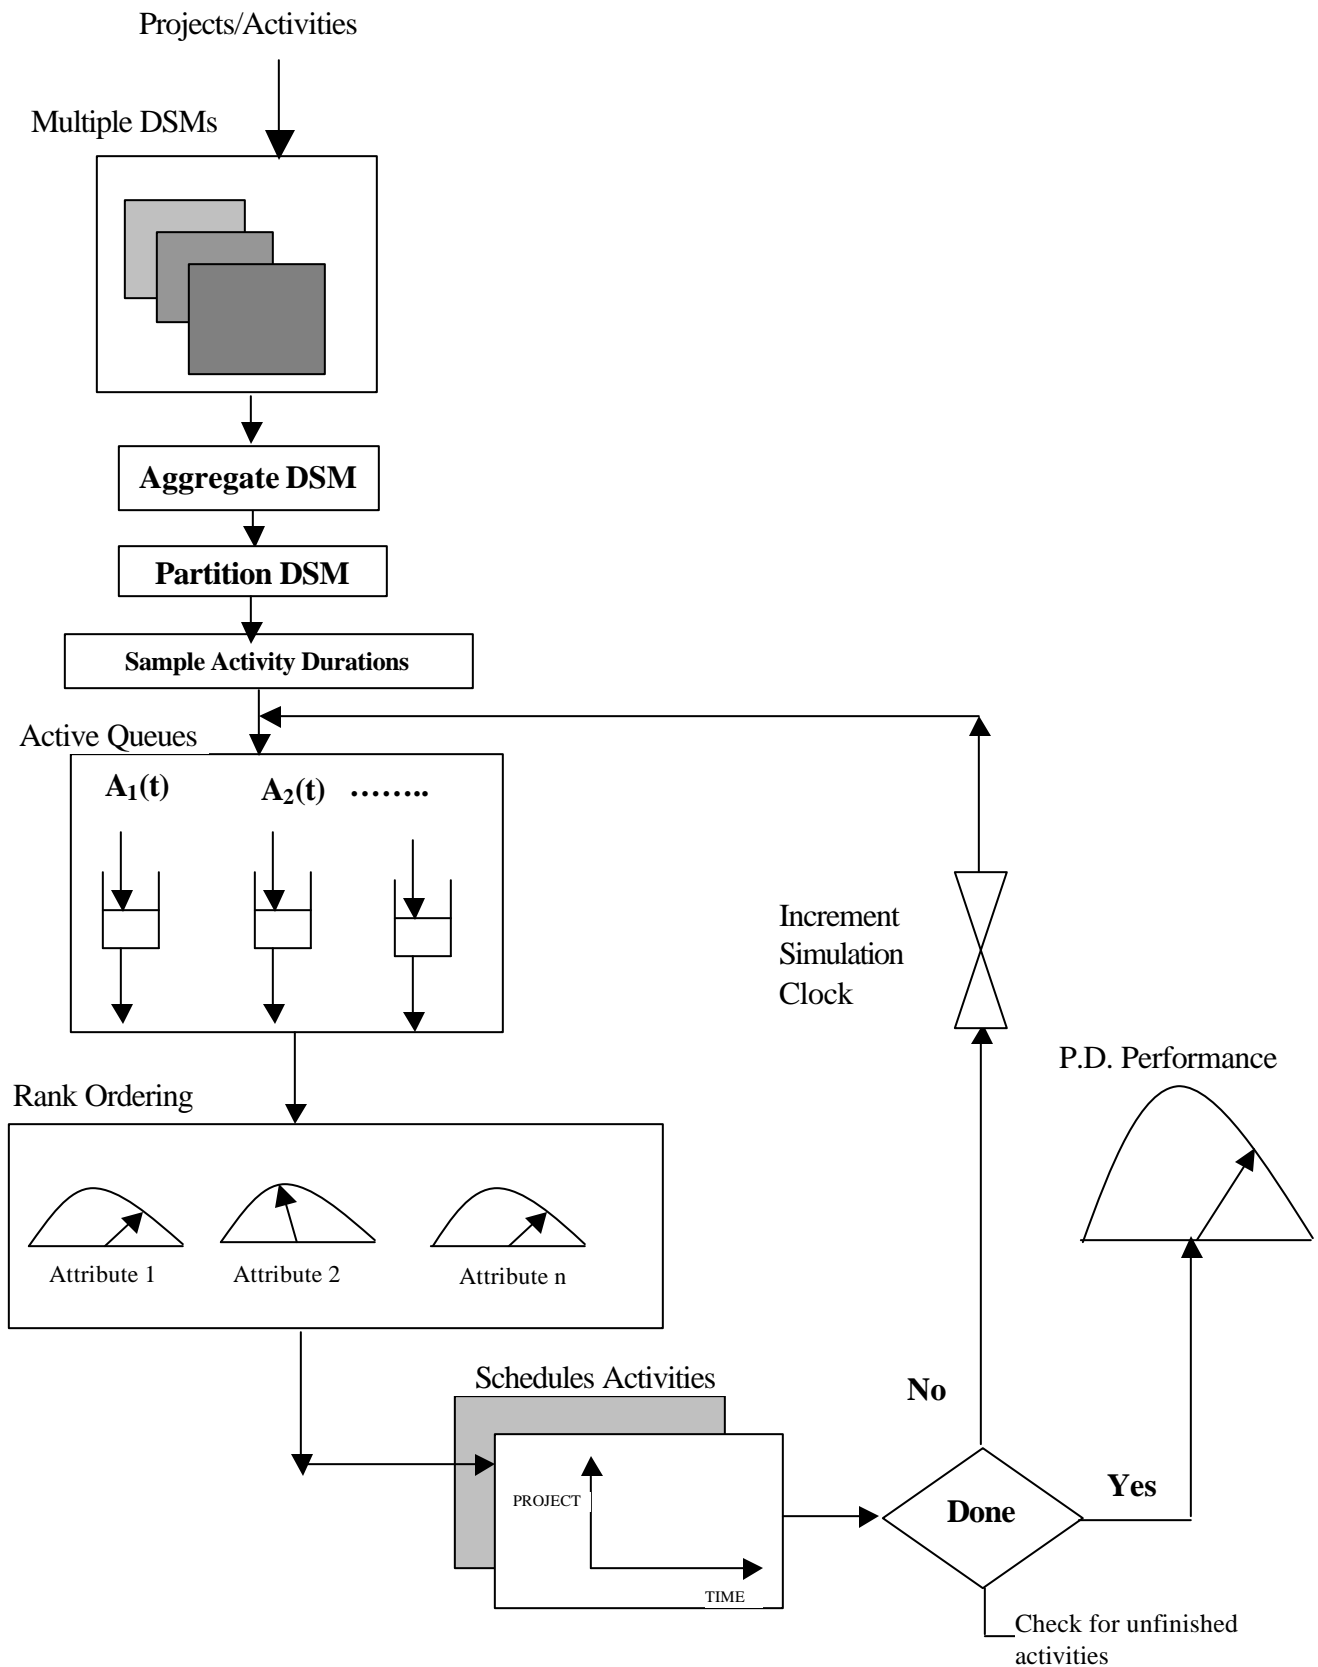 Projects/Activities
Multiple DSMs
Aggregate DSM
Partition DSM
Sample Activity Durations
Active Queues
A₁(t) A₂(t) ……..
Increment
Simulation
Clock
P.D. Performance
Rank Ordering
Attribute 1 Attribute 2 Attribute n
Schedules Activities
No
PROJECT
Yes
Done
TIME
Check for unfinished
activities